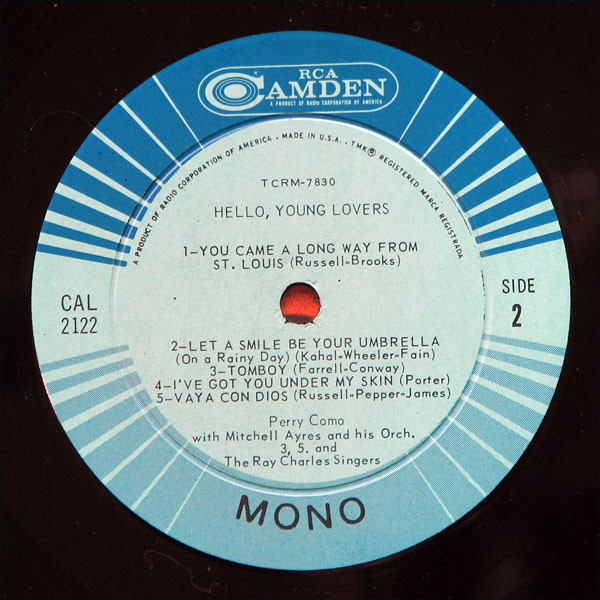 RCA
CAMDEN
A PRODUCT OF RADIO CORPORATION OF AMERICA
A PRODUCT OF RADIO CORPORATION OF AMERICA • MADE IN U.S.A. • TMK® REGISTERED MARCA REGISTRADA
TCRM-7830
HELLO, YOUNG LOVERS
1-YOU CAME A LONG WAY FROM
ST. LOUIS (Russell-Brooks)
CAL
2122
SIDE
2
2-LET A SMILE BE YOUR UMBRELLA
(On a Rainy Day) (Kahal-Wheeler-Fain)
3-TOMBOY (Farrell-Conway)
4-I'VE GOT YOU UNDER MY SKIN (Porter)
5-VAYA CON DIOS (Russell-Pepper-James)
Perry Como
with Mitchell Ayres and his Orch.
3, 5. and
The Ray Charles Singers
MONO